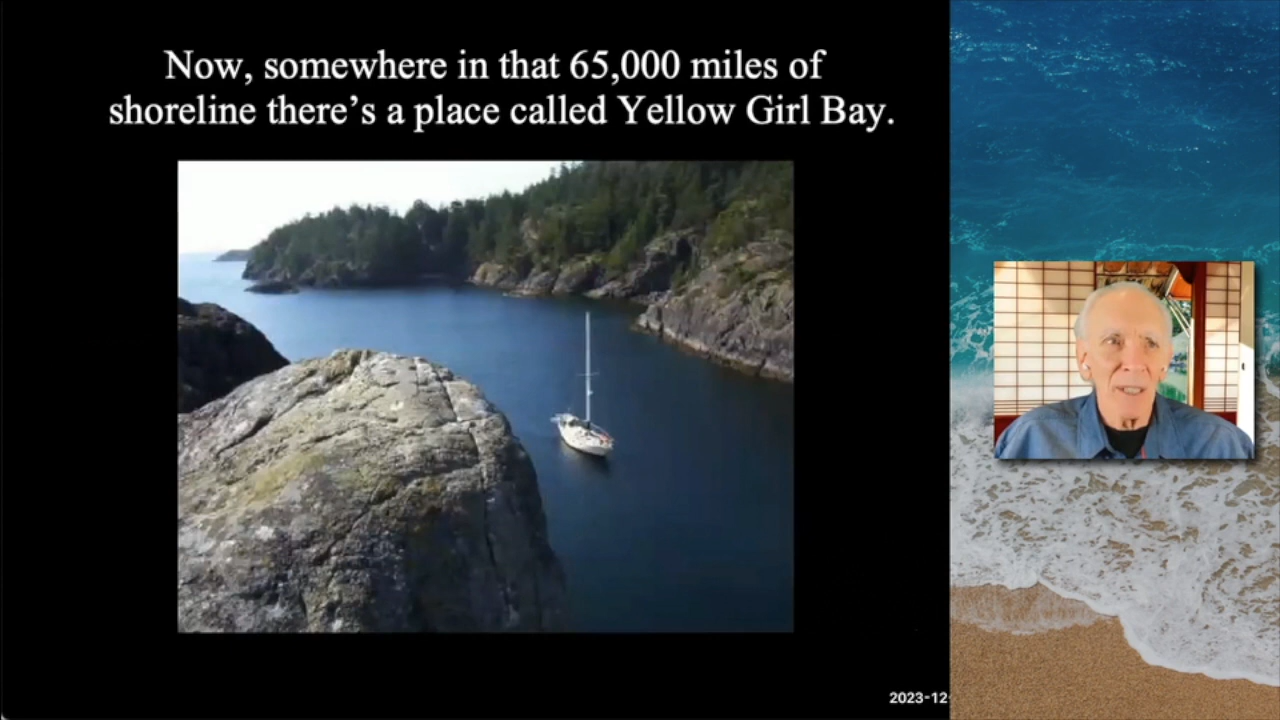 Now, somewhere in that 65,000 miles of
shoreline there's a place called Yellow Girl Bay.
2023-12-